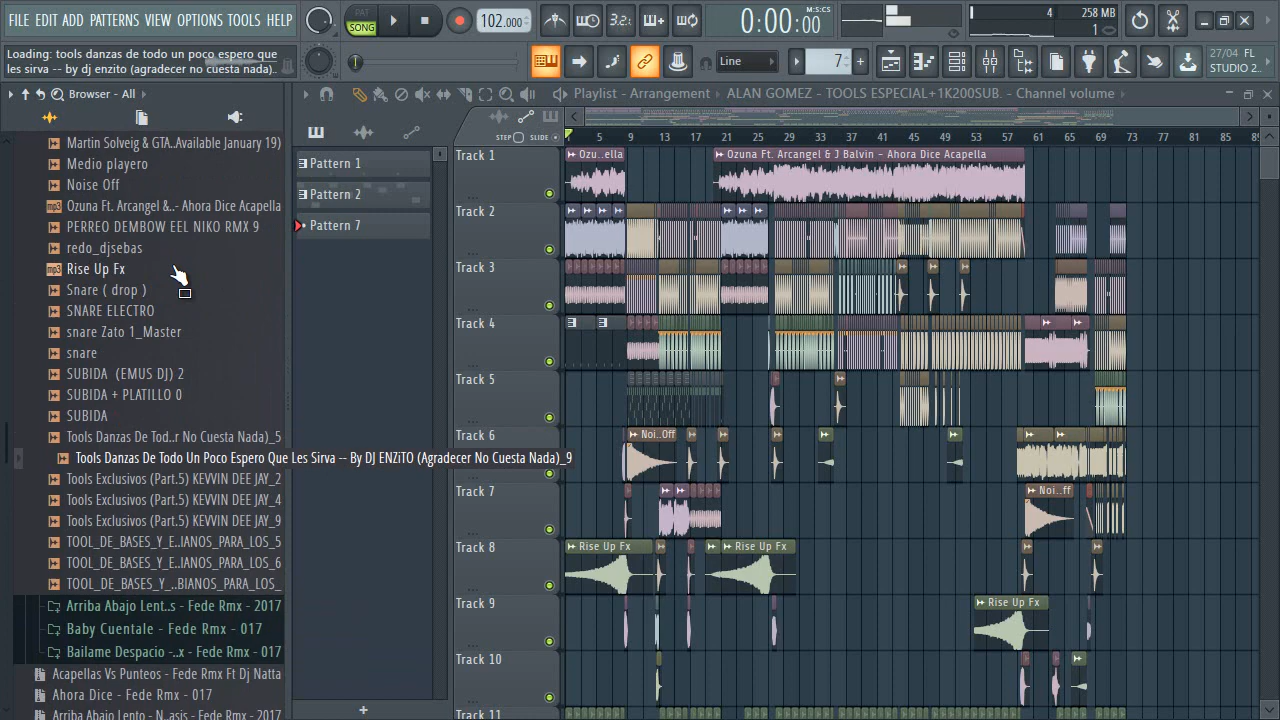 FILE EDIT ADD PATTERNS VIEW OPTIONS TOOLS HELP
PAT
SONG
102.000
3.2.
0:00:00
M:S:CS
4
258 MB
1
Loading: tools danzas de todo un poco espero que
les sirva -- by dj enzito (agradecer no cuesta nada)..
Line
7
27/04 FL
STUDIO 2..
Browser - All
Playlist - Arrangement
ALAN GOMEZ - TOOLS ESPECIAL+1K200SUB. - Channel volume
STEP
SLIDE
5 9 13 17 21 25 29 33 37 41 45 49 53 57 61 65 69 73 77 81 85 89
Martin Solveig & GTA..Available January 19)
Medio playero
Noise Off
Ozuna Ft. Arcangel &..- Ahora Dice Acapella
PERREO DEMBOW EEL NIKO RMX 9
redo_djsebas
Rise Up Fx
Snare ( drop )
SNARE ELECTRO
snare Zato 1_Master
snare
SUBIDA (EMUS DJ) 2
SUBIDA + PLATILLO 0
SUBIDA
Tools Danzas De Tod..r No Cuesta Nada)_5
Tools Danzas De Todo Un Poco Espero Que Les Sirva -- By DJ ENZiTO (Agradecer No Cuesta Nada)_9
Tools Exclusivos (Part.5) KEVVIN DEE JAY_2
Tools Exclusivos (Part.5) KEVVIN DEE JAY_4
Tools Exclusivos (Part.5) KEVVIN DEE JAY_9
TOOL_DE_BASES_Y_E..IANOS_PARA_LOS_5
TOOL_DE_BASES_Y_E..IANOS_PARA_LOS_6
TOOL_DE_BASES_Y_..BIANOS_PARA_LOS_
Arriba Abajo Lent..s - Fede Rmx - 2017
Baby Cuentale - Fede Rmx - 017
Bailame Despacio -..x - Fede Rmx - 017
Acapellas Vs Punteos - Fede Rmx Ft Dj Natta
Ahora Dice - Fede Rmx - 017
Arriba Abajo Lento - N..asis - Fede Rmx - 2017
Pattern 1
Pattern 2
Pattern 7
Track 1
Ozu..ella
Ozuna Ft. Arcangel & J Balvin - Ahora Dice Acapella
Track 2
Track 3
Track 4
Track 5
Track 6
Noi..Off
Track 7
Noi..ff
Track 8
Rise Up Fx
Rise Up Fx
Track 9
Rise Up Fx
Track 10
Track 11